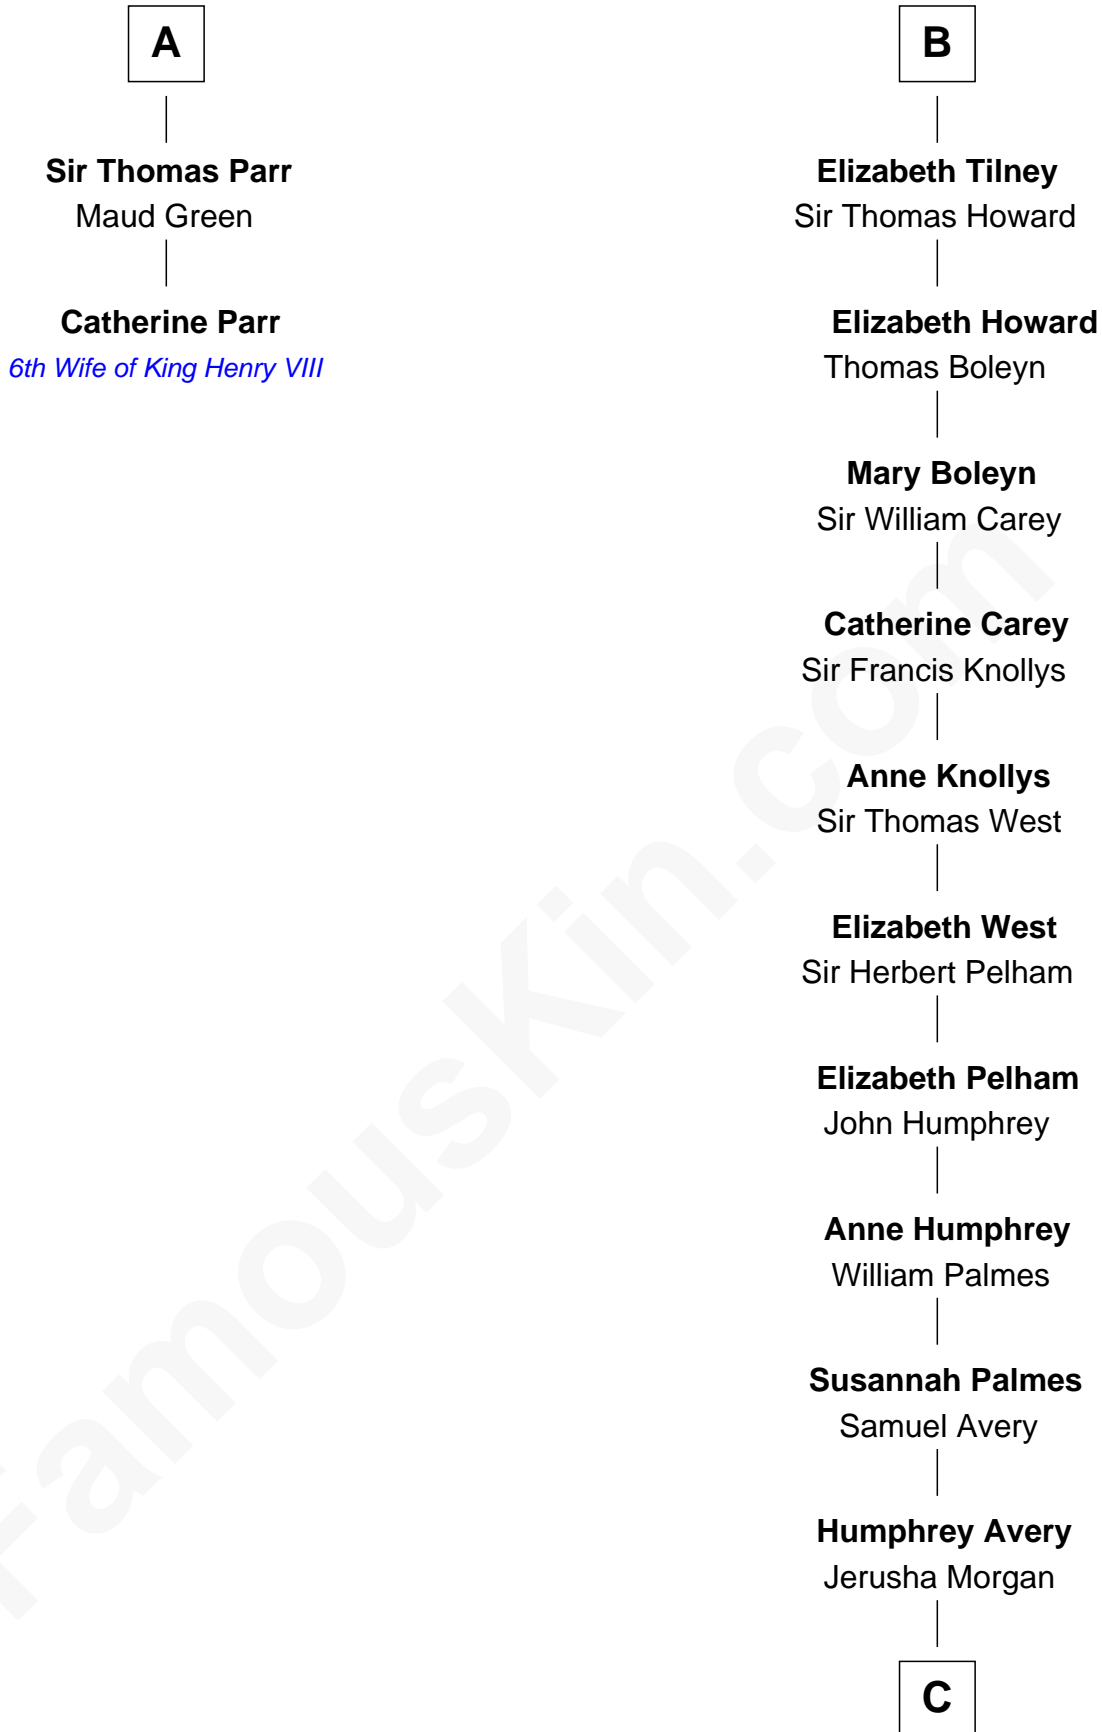 A
Sir Thomas Parr
Maud Green
Catherine Parr
6th Wife of King Henry VIII
B
Elizabeth Tilney
Sir Thomas Howard
Elizabeth Howard
Thomas Boleyn
Mary Boleyn
Sir William Carey
Catherine Carey
Sir Francis Knollys
Anne Knollys
Sir Thomas West
Elizabeth West
Sir Herbert Pelham
Elizabeth Pelham
John Humphrey
Anne Humphrey
William Palmes
Susannah Palmes
Samuel Avery
Humphrey Avery
Jerusha Morgan
C
FamousKin.com